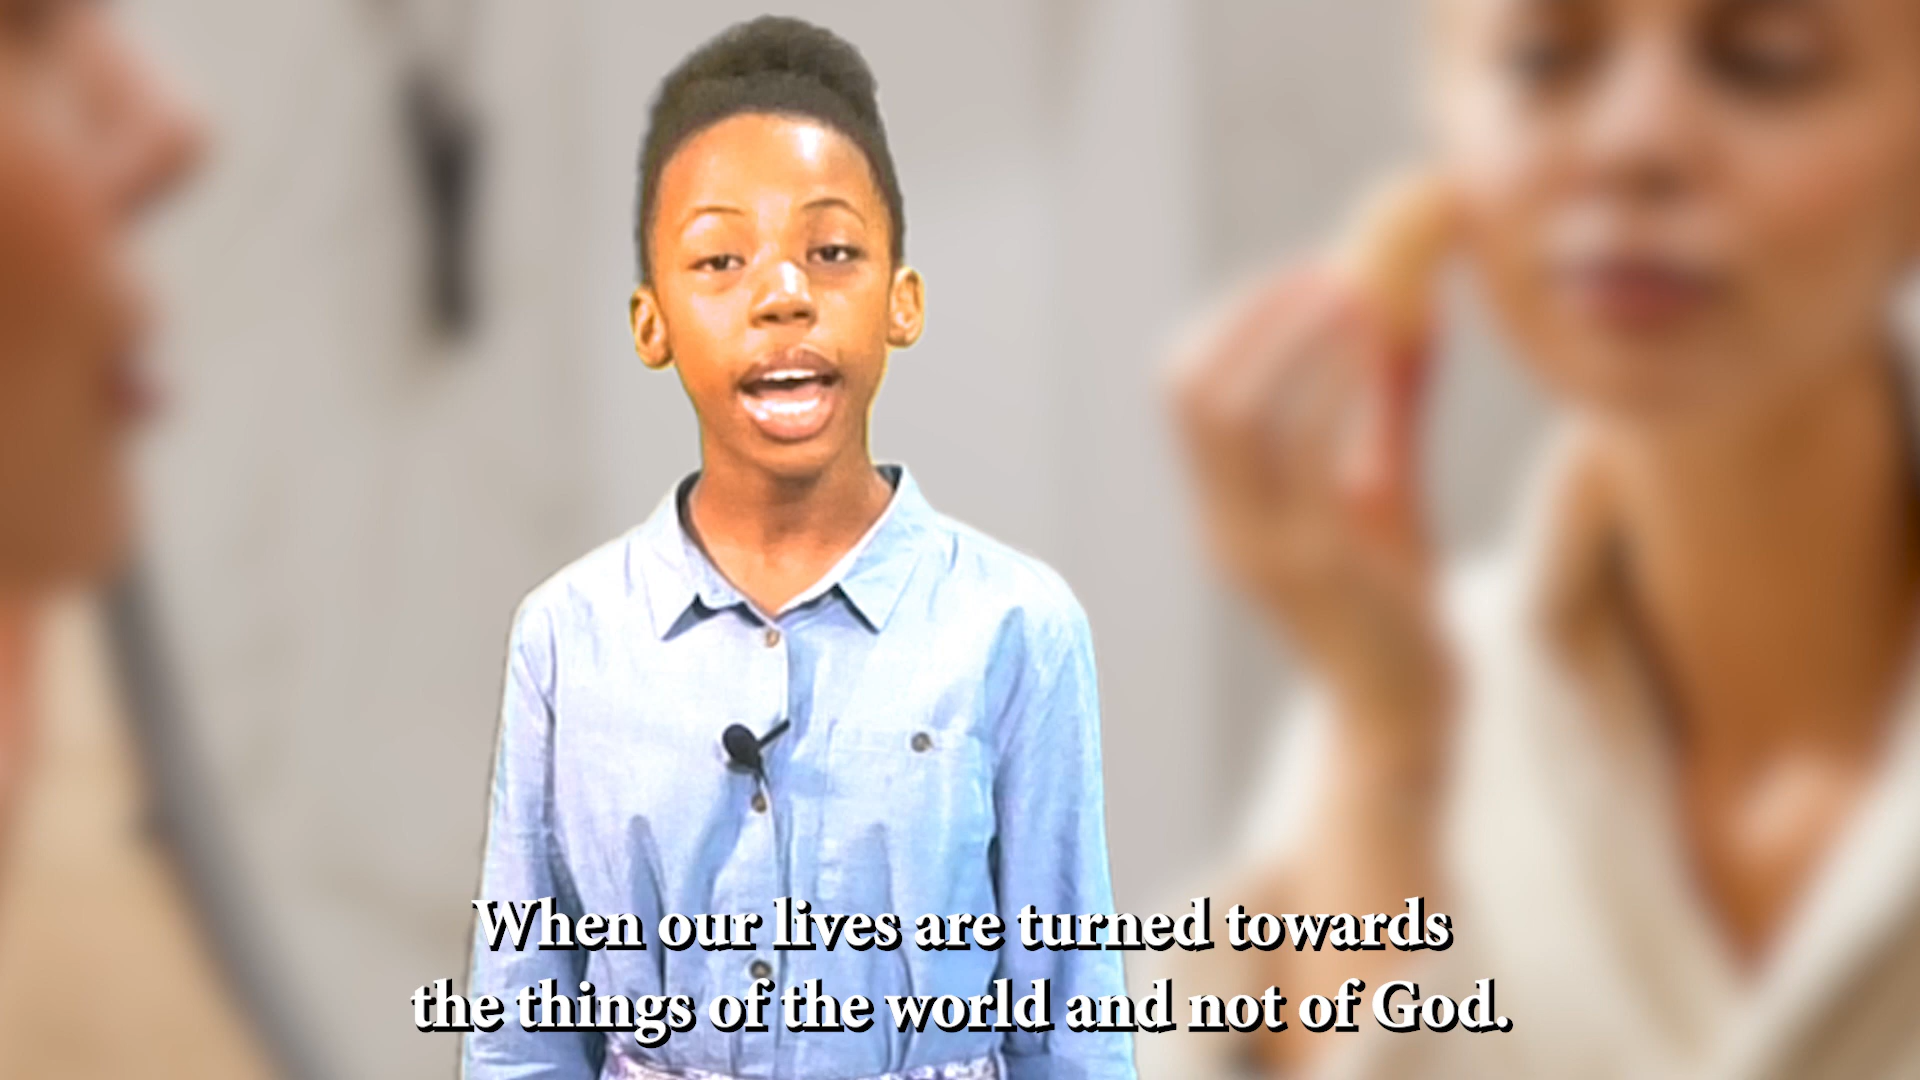 When our lives are turned towards
the things of the world and not of God.